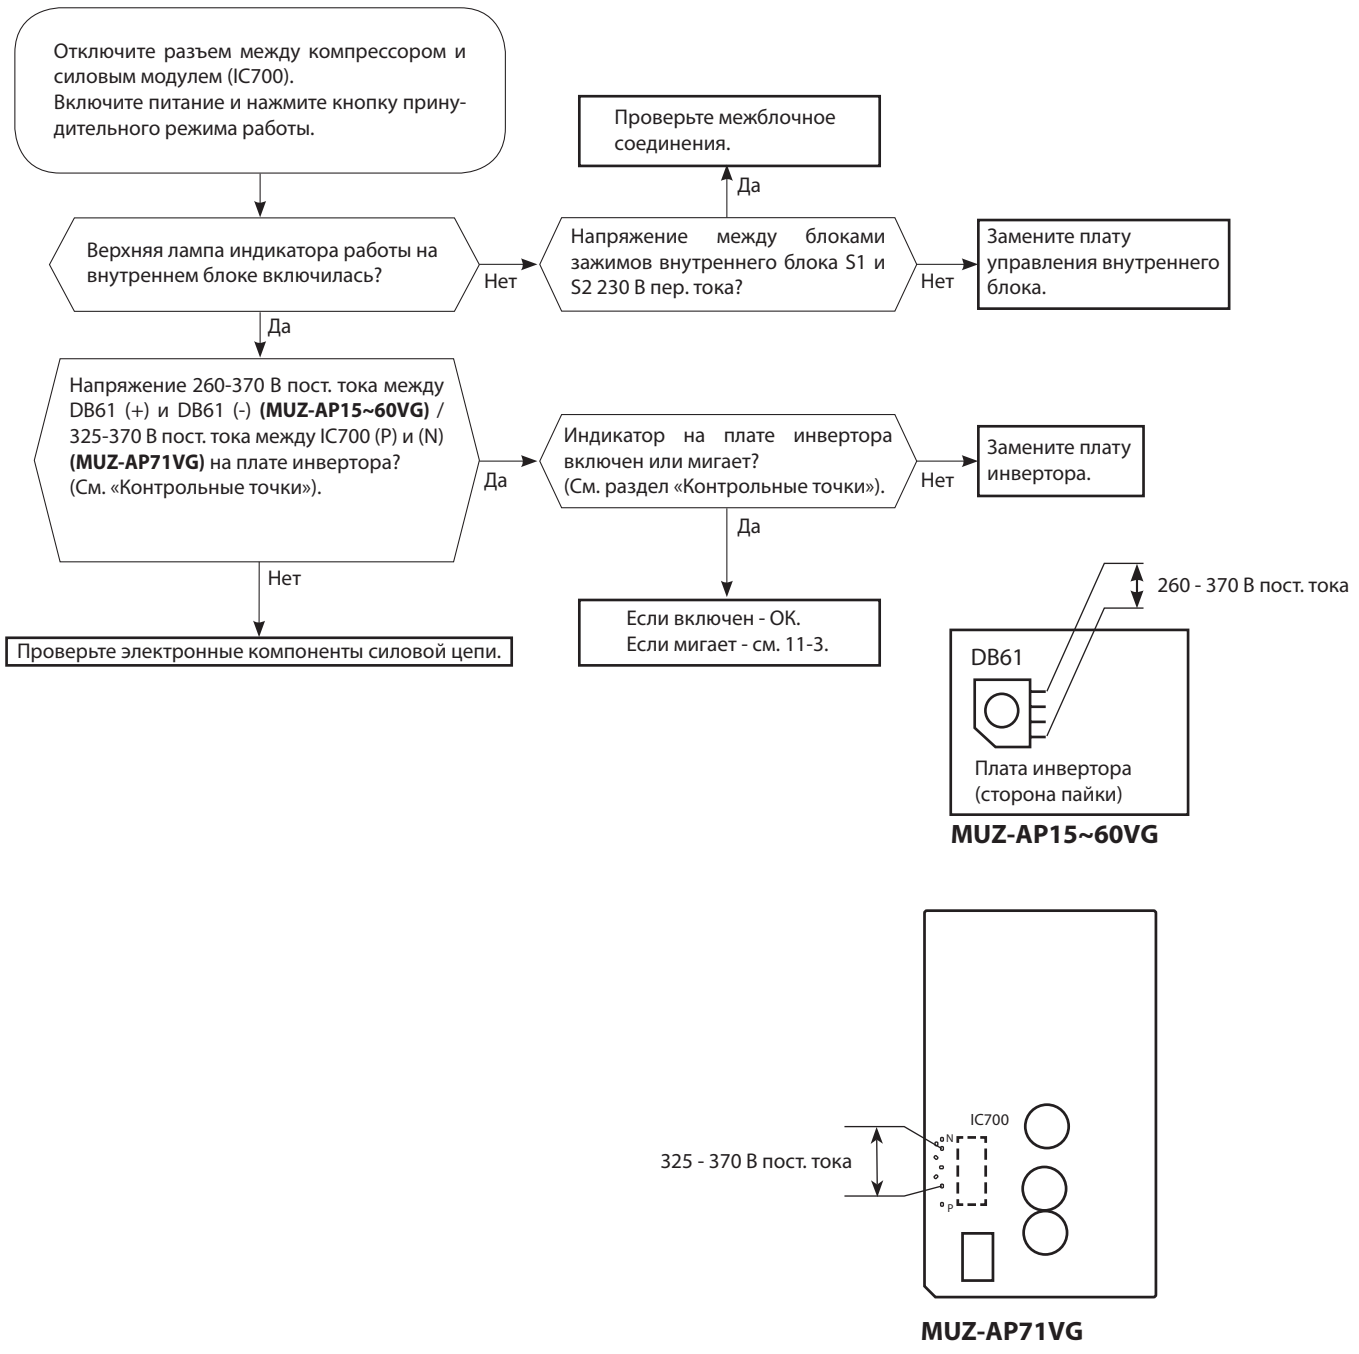 Отключите разъем между компрессором и
силовым модулем (IC700).
Включите питание и нажмите кнопку прину-
дительного режима работы.
Проверьте межблочное
соединения.
Да
Верхняя лампа индикатора работы на
внутреннем блоке включилась?
Нет
Напряжение между блоками
зажимов внутреннего блока S1 и
S2 230 В пер. тока?
Нет
Замените плату
управления внутреннего
блока.
Да
Напряжение 260-370 В пост. тока между
DB61 (+) и DB61 (-) (MUZ-AP15~60VG) /
325-370 В пост. тока между IC700 (P) и (N)
(MUZ-AP71VG) на плате инвертора?
(См. «Контрольные точки»).
Да
Индикатор на плате инвертора
включен или мигает?
(См. раздел «Контрольные точки»).
Нет
Замените плату
инвертора.
Да
Нет
Если включен - ОК.
Если мигает - см. 11-3.
Проверьте электронные компоненты силовой цепи.
260 - 370 В пост. тока
DB61
Плата инвертора
(сторона пайки)
MUZ-AP15~60VG
IC700
N
325 - 370 В пост. тока
P
MUZ-AP71VG